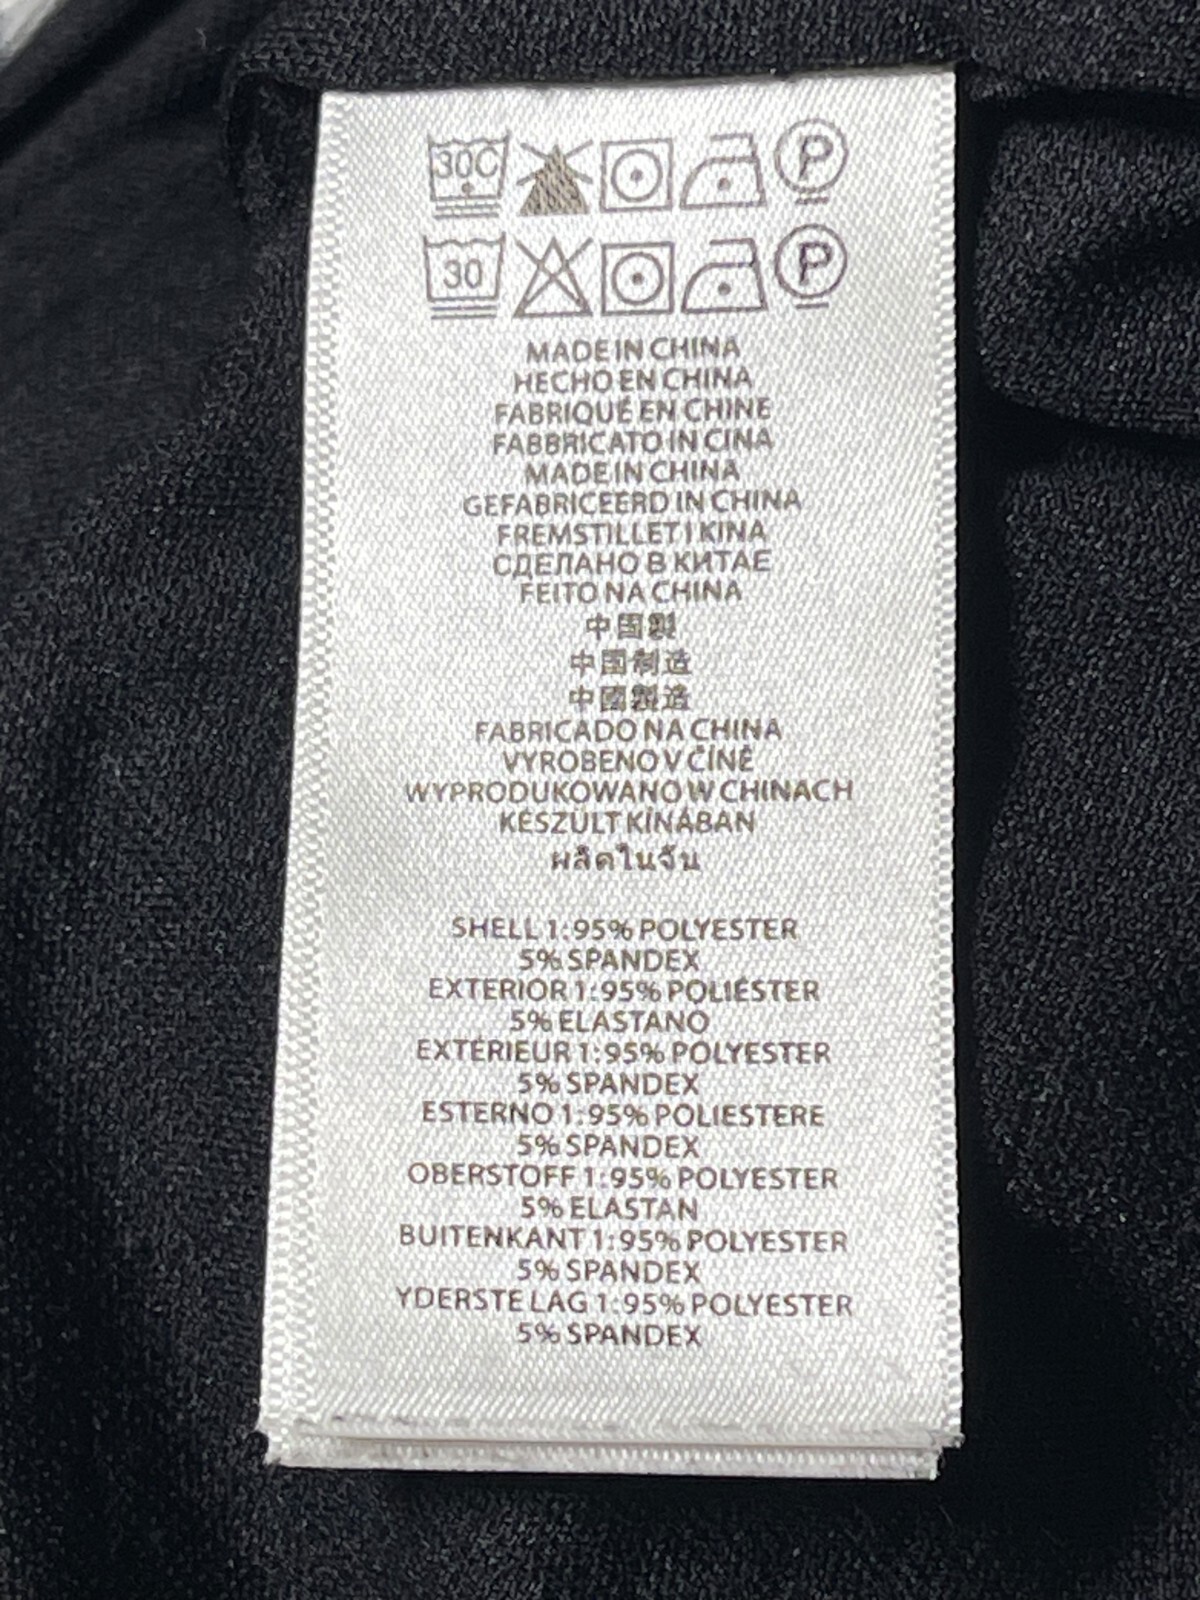 30C P
30 P
MADE IN CHINA
HECHO EN CHINA
FABRIQUÉ EN CHINE
FABBRICATO IN CINA
MADE IN CHINA
GEFABRICEERD IN CHINA
FREMSTILLET I KINA
СДЕЛАНО В КИТАЕ
FEITO NA CHINA
中国製
中国制造
中國製造
FABRICADO NA CHINA
VYROBENO V ČÍNĚ
WYPRODUKOWANO W CHINACH
KÉSZÜLT KÍNÁBAN
ผลิตในจีน
SHELL 1: 95% POLYESTER
5% SPANDEX
EXTERIOR 1: 95% POLIÉSTER
5% ELASTANO
EXTÉRIEUR 1: 95% POLYESTER
5% SPANDEX
ESTERNO 1: 95% POLIESTERE
5% SPANDEX
OBERSTOFF 1: 95% POLYESTER
5% ELASTAN
BUITENKANT 1: 95% POLYESTER
5% SPANDEX
YDERSTE LAG 1: 95% POLYESTER
5% SPANDEX